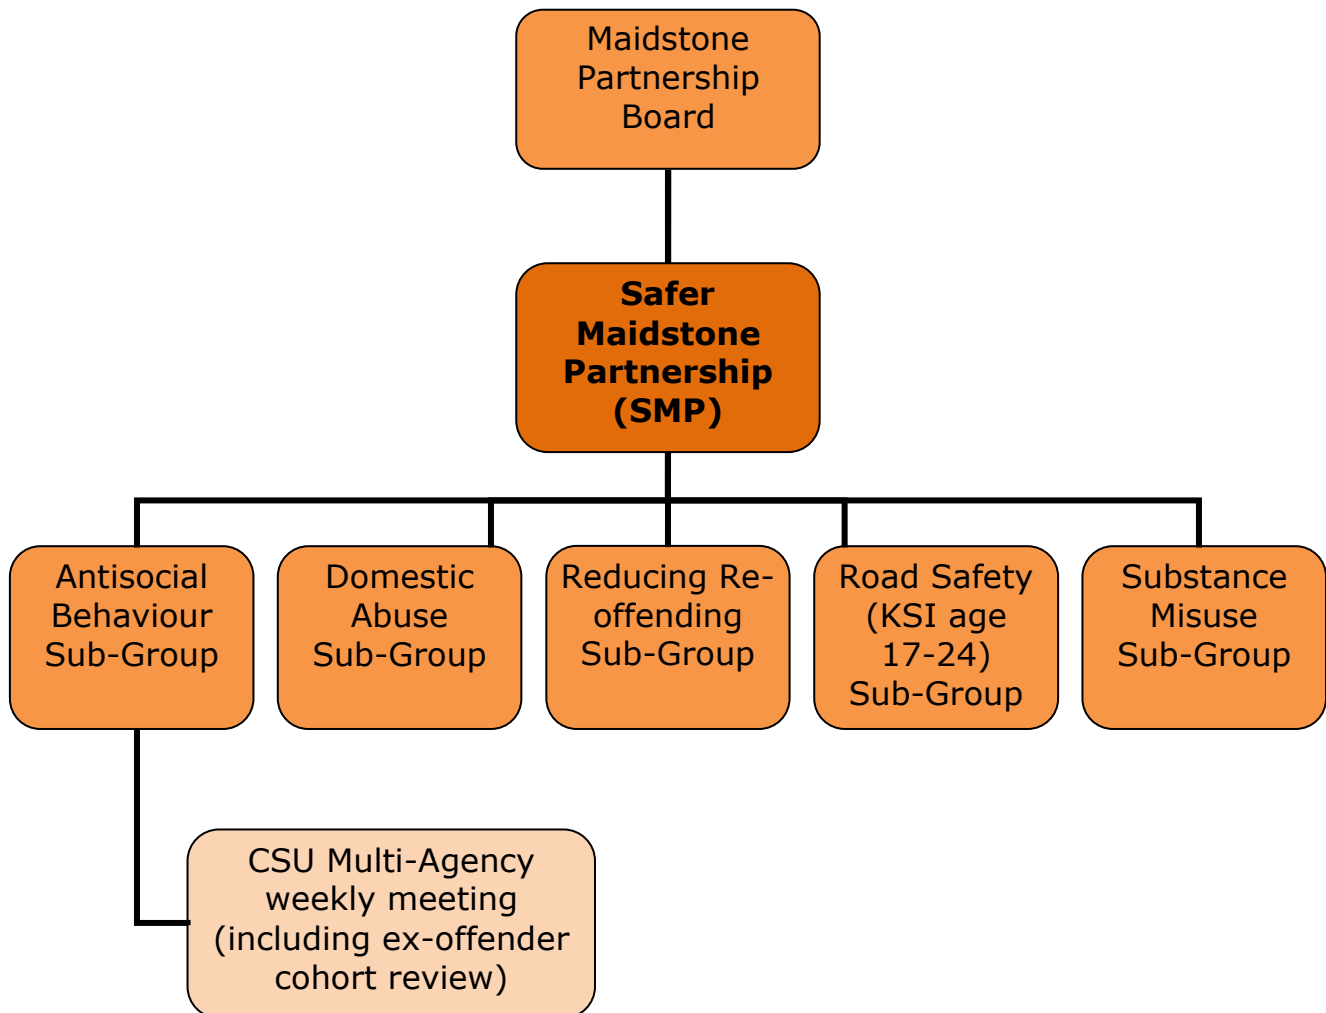 Maidstone
Partnership
Board
Safer
Maidstone
Partnership
(SMP)
Antisocial
Behaviour
Sub-Group
Domestic
Abuse
Sub-Group
Reducing Re-
offending
Sub-Group
Road Safety
(KSI age
17-24)
Sub-Group
Substance
Misuse
Sub-Group
CSU Multi-Agency
weekly meeting
(including ex-offender
cohort review)